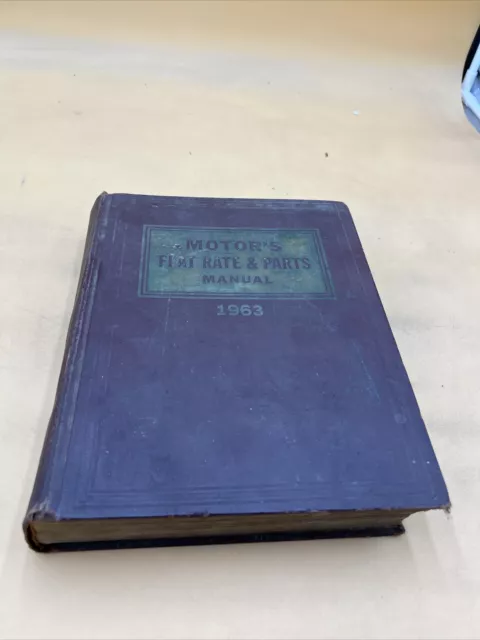 MOTOR'S
FLAT RATE & PARTS
MANUAL
1963